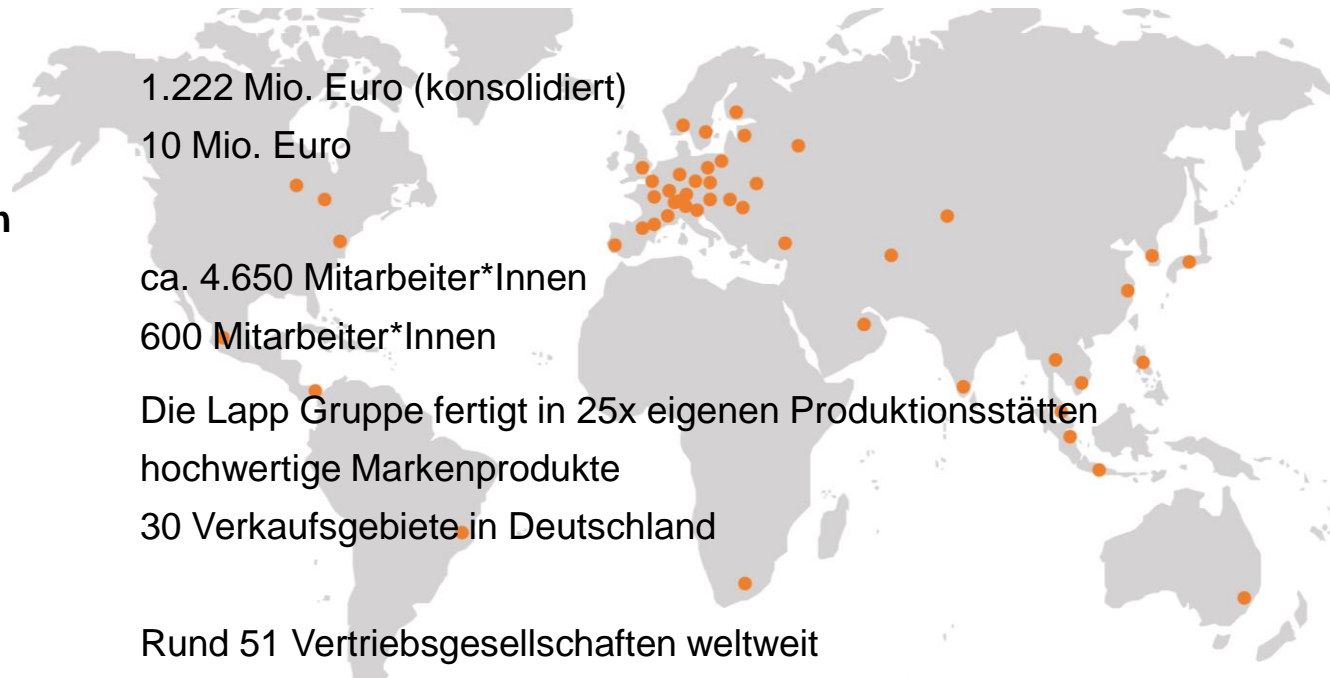 1.222 Mio. Euro (konsolidiert)
10 Mio. Euro
n
ca. 4.650 Mitarbeiter*Innen
600 Mitarbeiter*Innen
Die Lapp Gruppe fertigt in 25x eigenen Produktionsstätten
hochwertige Markenprodukte
30 Verkaufsgebiete in Deutschland
Rund 51 Vertriebsgesellschaften weltweit